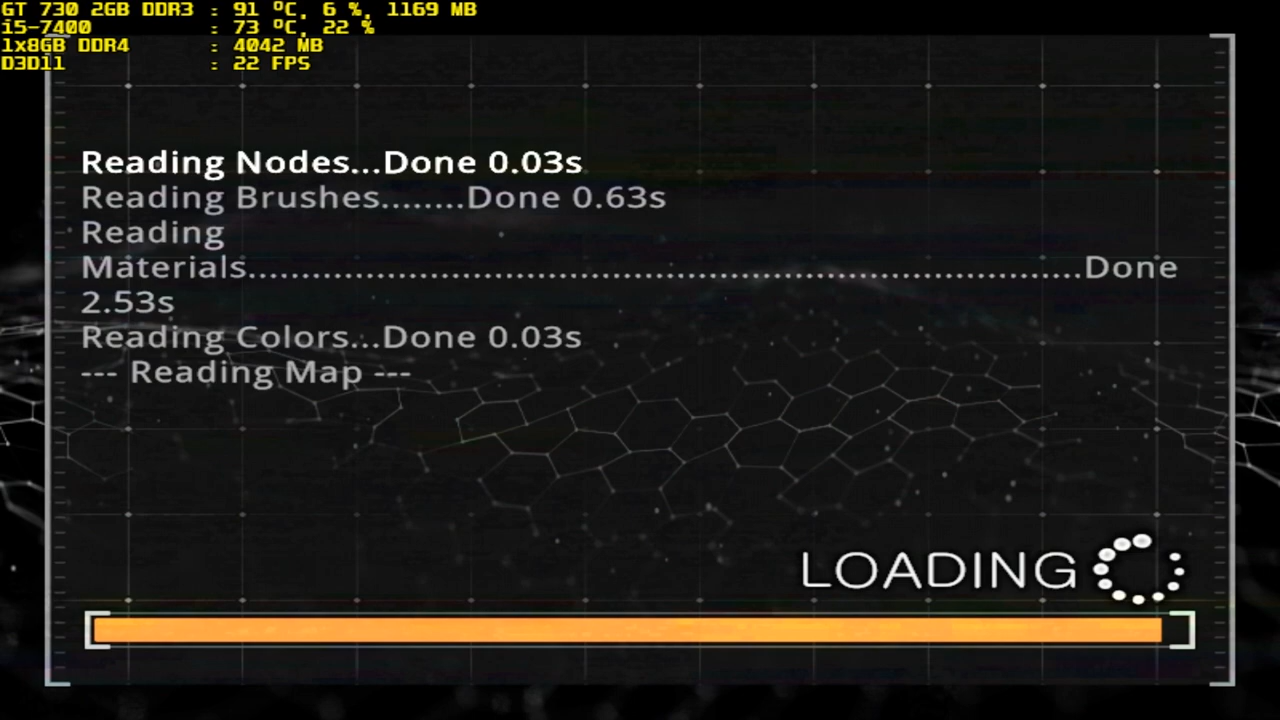 GT 730 2GB DDR3 : 91 ºC, 6 %, 1169 MB
i5-7400 : 73 ºC, 22 %
1x8GB DDR4 : 4042 MB
D3D11 : 22 FPS
Reading Nodes...Done 0.03s
Reading Brushes........Done 0.63s
Reading
Materials..............................................................................Done
2.53s
Reading Colors...Done 0.03s
--- Reading Map ---
LOADING